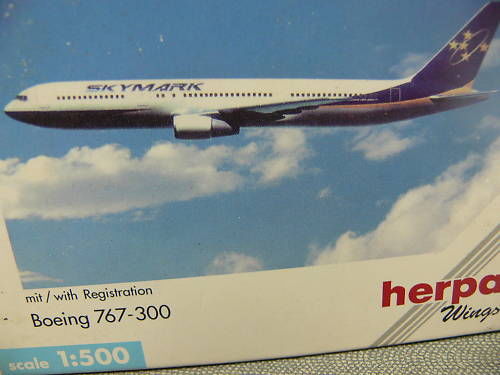 SKYMARK
mit / with Registration
Boeing 767-300
scale 1:500
herpa
Wings